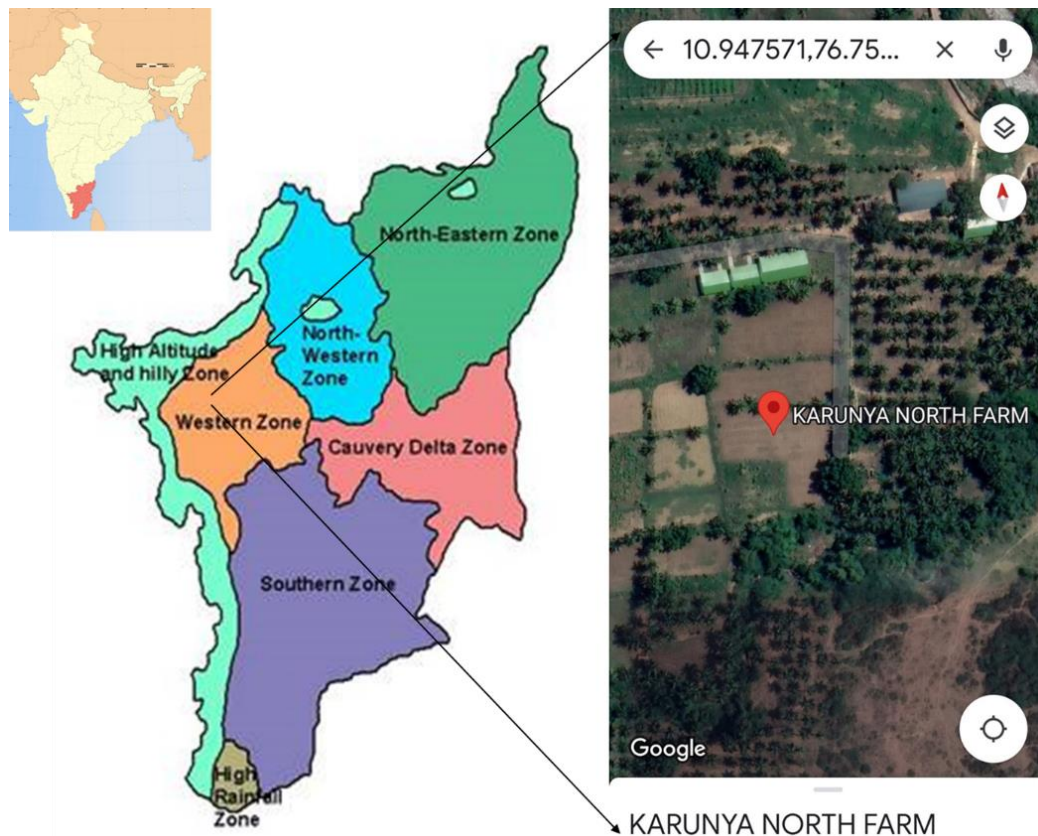 North-Eastern Zone
North-
Western
Zone
High Altitude
and hilly Zone
Western Zone
Cauvery Delta Zone
Southern Zone
High
Rainfall
Zone
10.947571,76.75...
KARUNYA NORTH FARM
Google
KARUNYA NORTH FARM